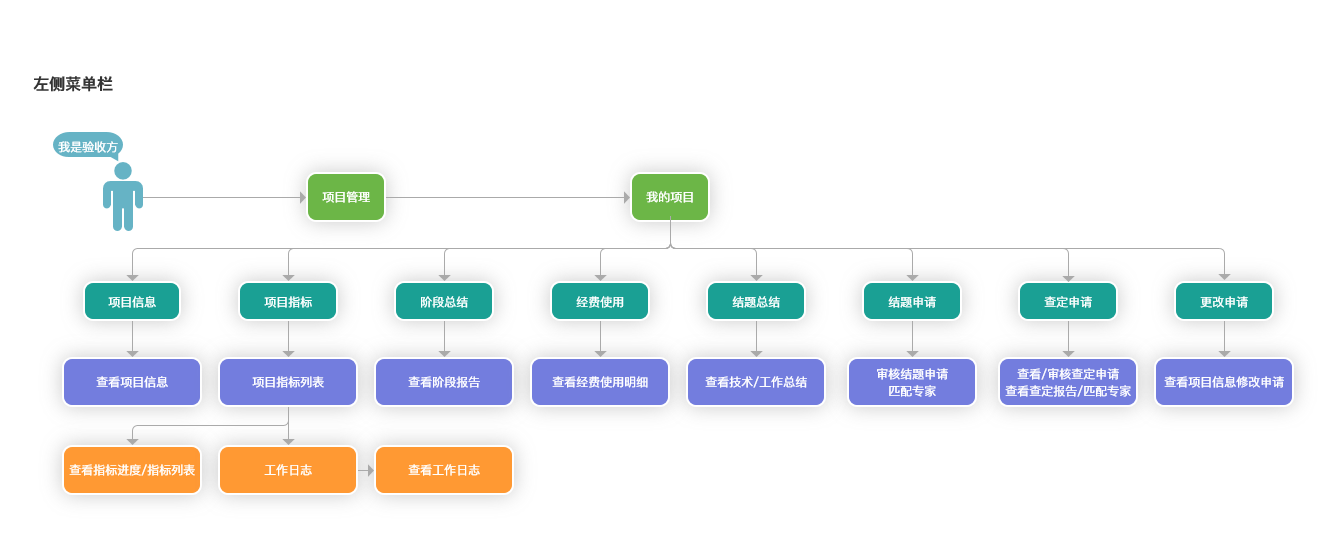 左侧菜单栏
我是验收方
项目管理
我的项目
项目信息
项目指标
阶段总结
经费使用
结题总结
结题申请
查定申请
更改申请
查看项目信息
项目指标列表
查看阶段报告
查看经费使用明细
查看技术/工作总结
审核结题申请
匹配专家
查看/审核查定申请
查看查定报告/匹配专家
查看项目信息修改申请
查看指标进度/指标列表
工作日志
查看工作日志